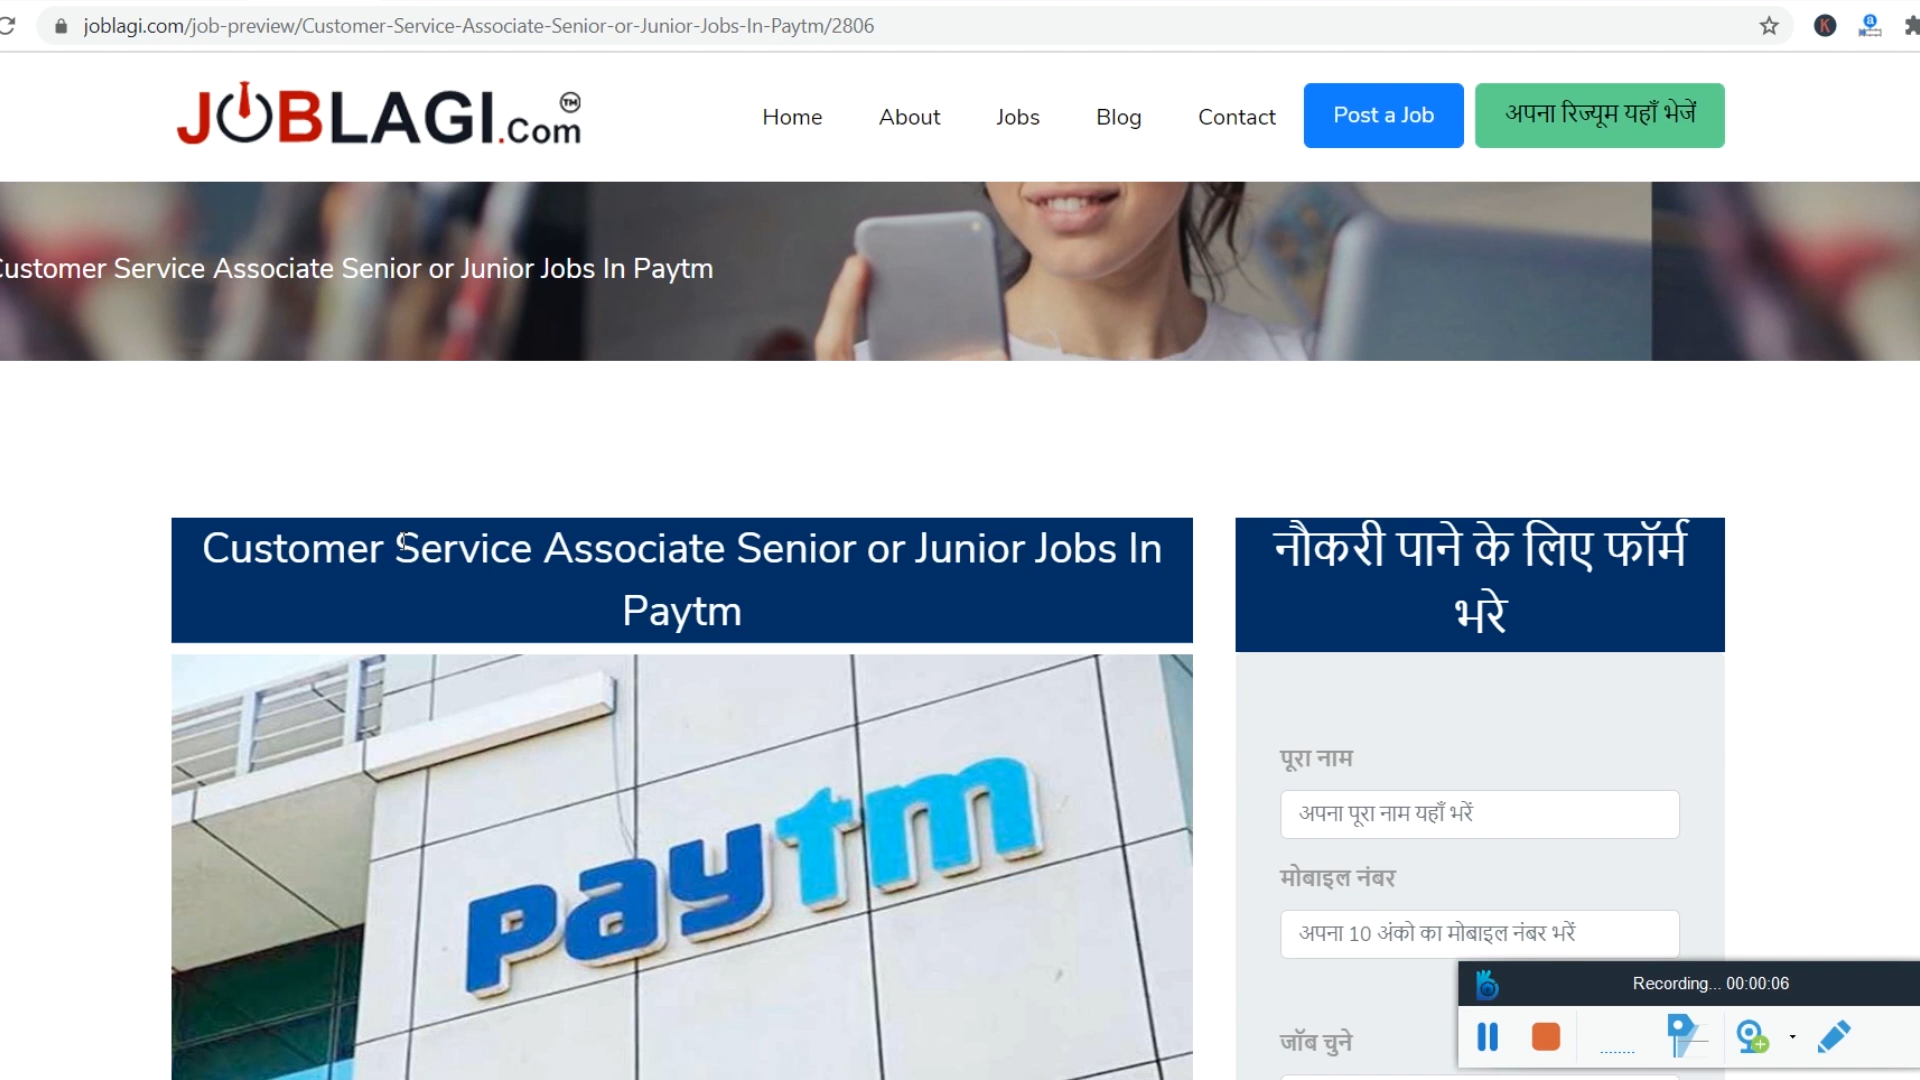 joblagi.com/job-preview/Customer-Service-Associate-Senior-or-Junior-Jobs-In-Paytm/2806
K
a
JOBLAGI.Com TM
Home
About
Jobs
Blog
Contact
Post a Job
अपना रिज्यूम यहाँ भेजें
Customer Service Associate Senior or Junior Jobs In Paytm
Customer Service Associate Senior or Junior Jobs In
Paytm
नौकरी पाने के लिए फॉर्म
भरे
paytm
पूरा नाम
अपना पूरा नाम यहाँ भरें
मोबाइल नंबर
अपना 10 अंको का मोबाइल नंबर भरें
Recording... 00:00:06
जॉब चुने